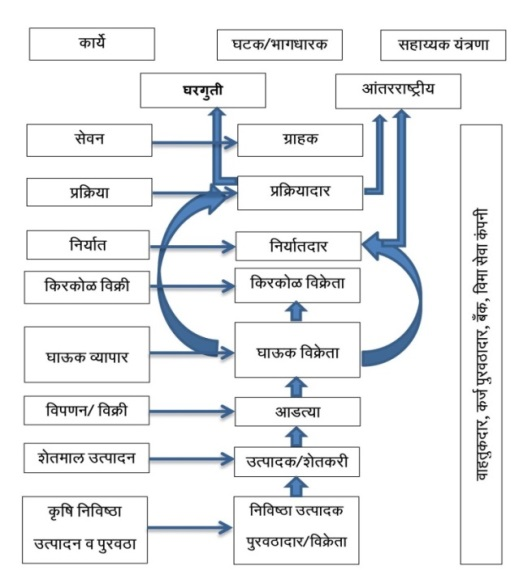 कार्ये
घटक/भागधारक
सहाय्यक यंत्रणा
घरगुती
आंतरराष्ट्रीय
सेवन
ग्राहक
प्रक्रिया
प्रक्रियादार
निर्यात
निर्यातदार
किरकोळ विक्री
किरकोळ विक्रेता
घाऊक व्यापार
घाऊक विक्रेता
विपणन/ विक्री
आडत्या
शेतमाल उत्पादन
उत्पादक/शेतकरी
कृषि निविष्ठा
उत्पादन व पुरवठा
निविष्ठा उत्पादक
पुरवठादार/विक्रेता
वाहतुकदार, कर्ज पुरवठादार, बँक, विमा सेवा कंपनी